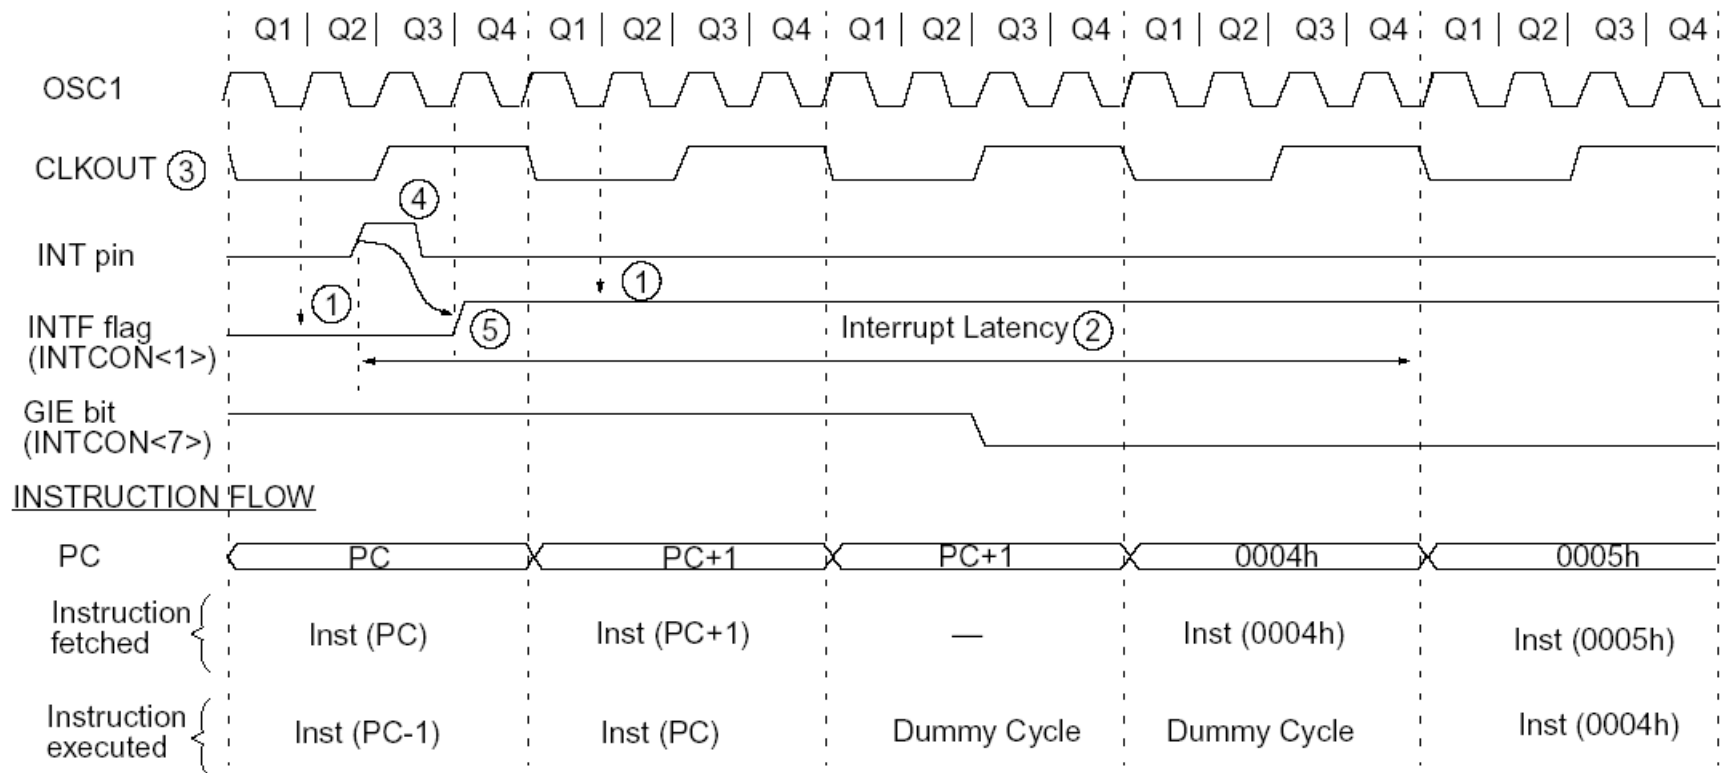 Q1 | Q2 | Q3 | Q4 Q1 | Q2 | Q3 | Q4 Q1 | Q2 | Q3 | Q4 Q1 | Q2 | Q3 | Q4 Q1 | Q2 | Q3 | Q4
OSC1
CLKOUT 3
4
INT pin
1 1
INTF flag
(INTCON<1>)
5 Interrupt Latency 2
GIE bit
(INTCON<7>)
INSTRUCTION FLOW
PC PC PC+1 PC+1 0004h 0005h
Instruction
fetched
Inst (PC) Inst (PC+1) — Inst (0004h) Inst (0005h)
Instruction
executed
Inst (PC-1) Inst (PC) Dummy Cycle Dummy Cycle Inst (0004h)